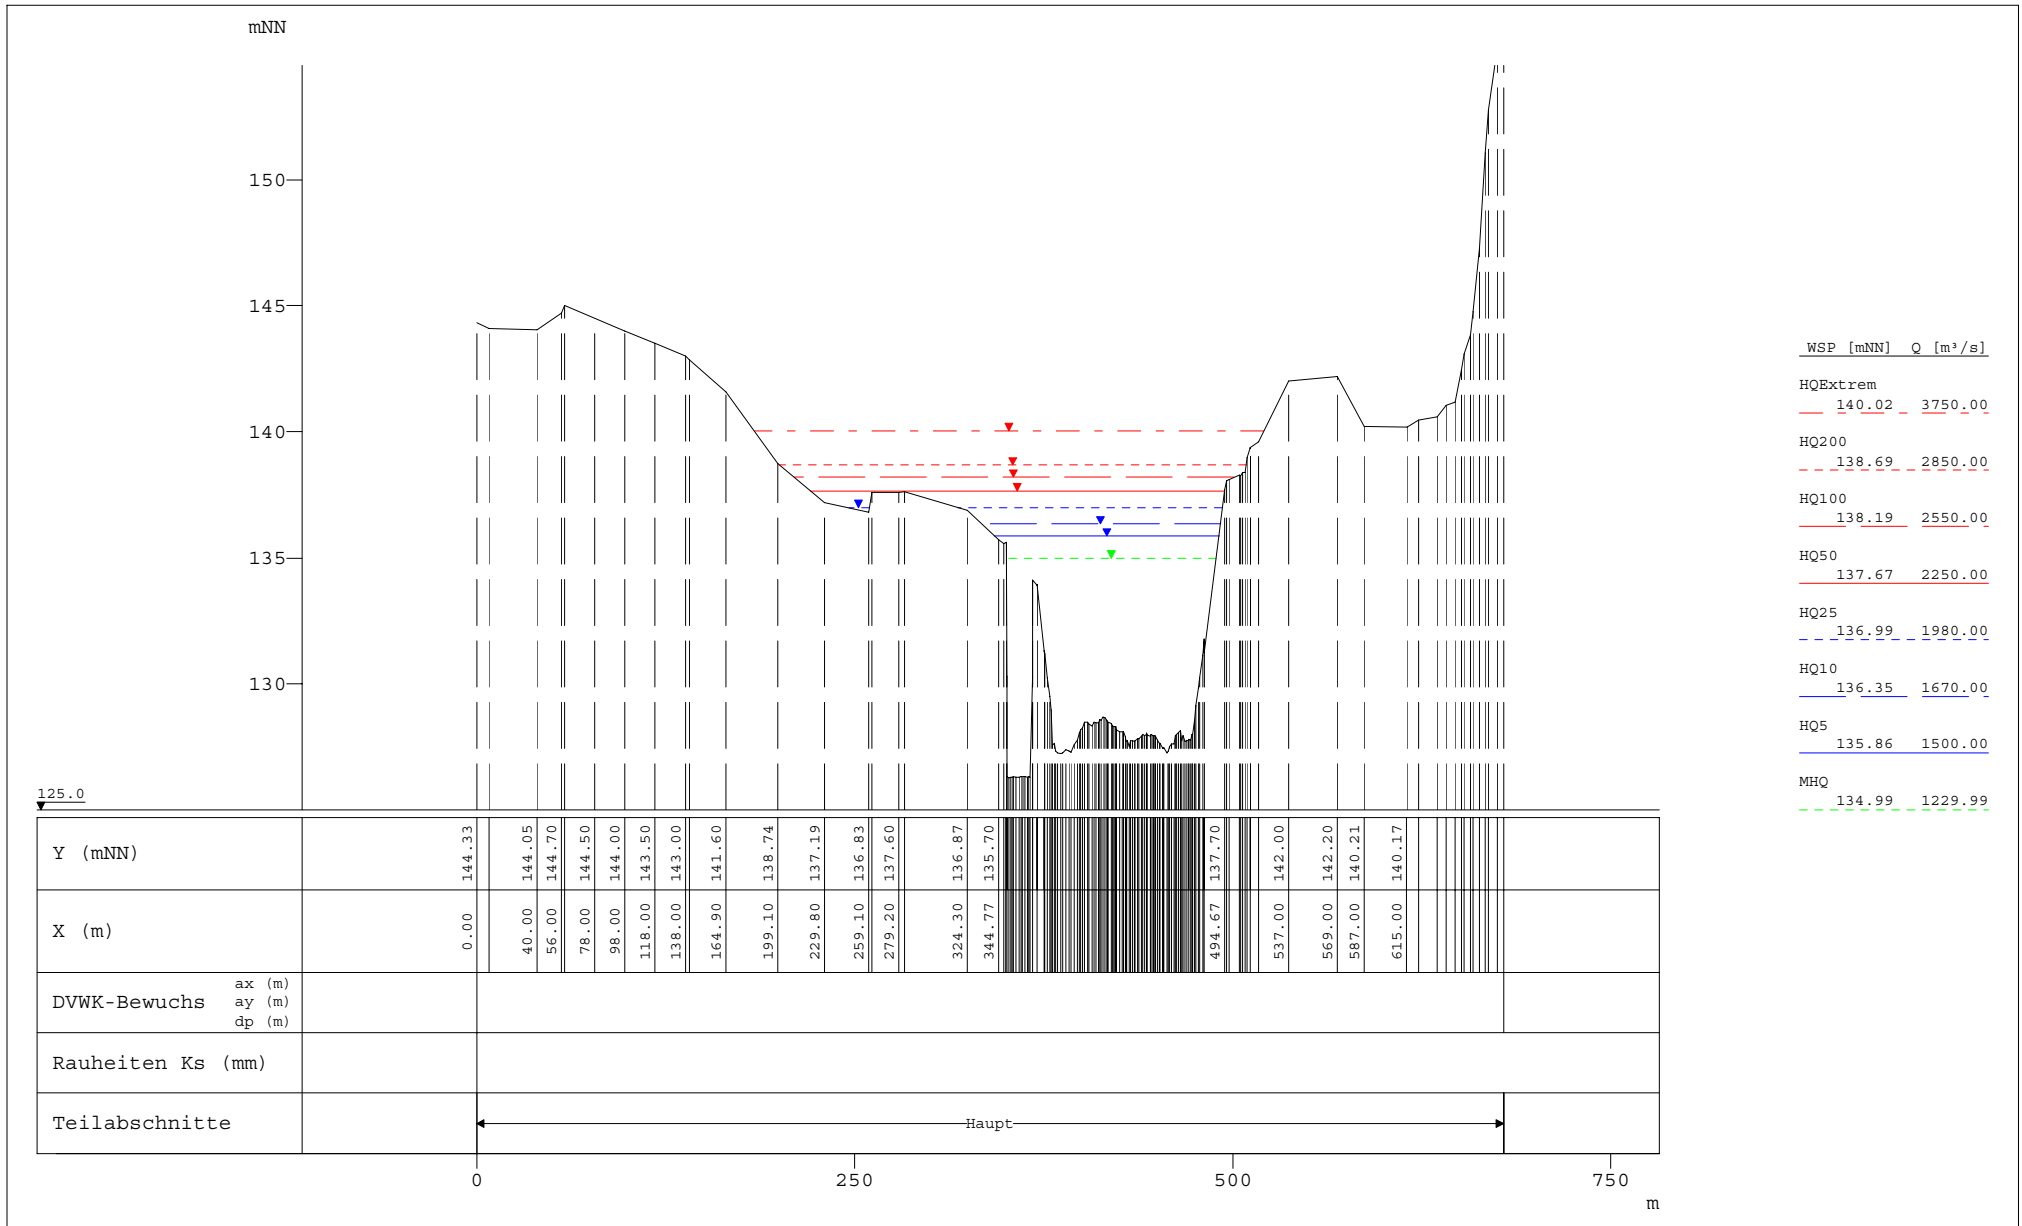 mNN
150
145
140
135
130
125.0
WSP [mNN] Q [m³/s]
HQExtrem
140.02 3750.00
HQ200
138.69 2850.00
HQ100
138.19 2550.00
HQ50
137.67 2250.00
HQ25
136.99 1980.00
HQ10
136.35 1670.00
HQ5
135.86 1500.00
MHQ
134.99 1229.99
Y (mNN) 144.33 144.05 144.70 144.50 144.00 143.50 143.00 141.60 138.74 137.19 136.83 137.60 136.87 135.70 137.70 142.00 142.20 140.21 140.17
X (m) 0.00 40.00 56.00 78.00 98.00 118.00 138.00 164.90 199.10 229.80 259.10 279.20 324.30 344.77 494.67 537.00 569.00 587.00 615.00
DVWK-Bewuchs
ax (m)
ay (m)
dp (m)
Rauheiten Ks (mm)
Teilabschnitte
Haupt
0 250 500 750
m